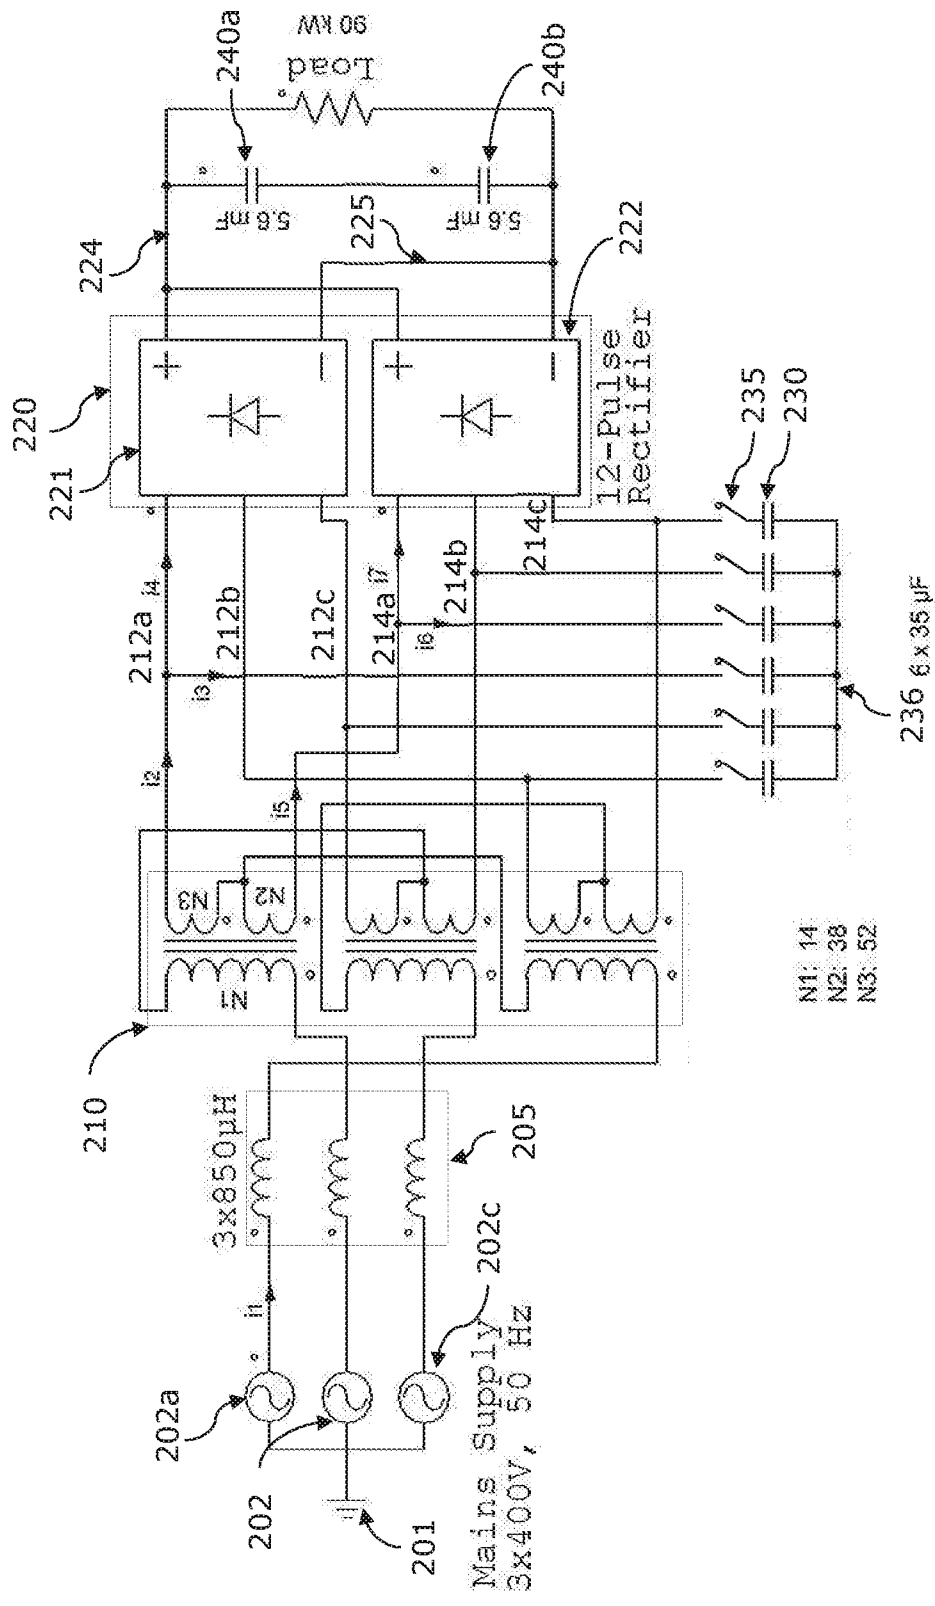 202a
202
201
202c
Mains Supply
3x400V, 50 Hz
i1
3x850µH
205
210
N1
N3
N2
N1: 14
N2: 38
N3: 52
i2
i5
i3
i4
i6
i7
212a
212b
212c
214a
214b
214c
220
221
222
12-Pulse
Rectifier
+
−
+
−
224
225
5.6 mF
5.6 mF
240a
240b
Load
90 kW
235
230
236
6 x 35 µF